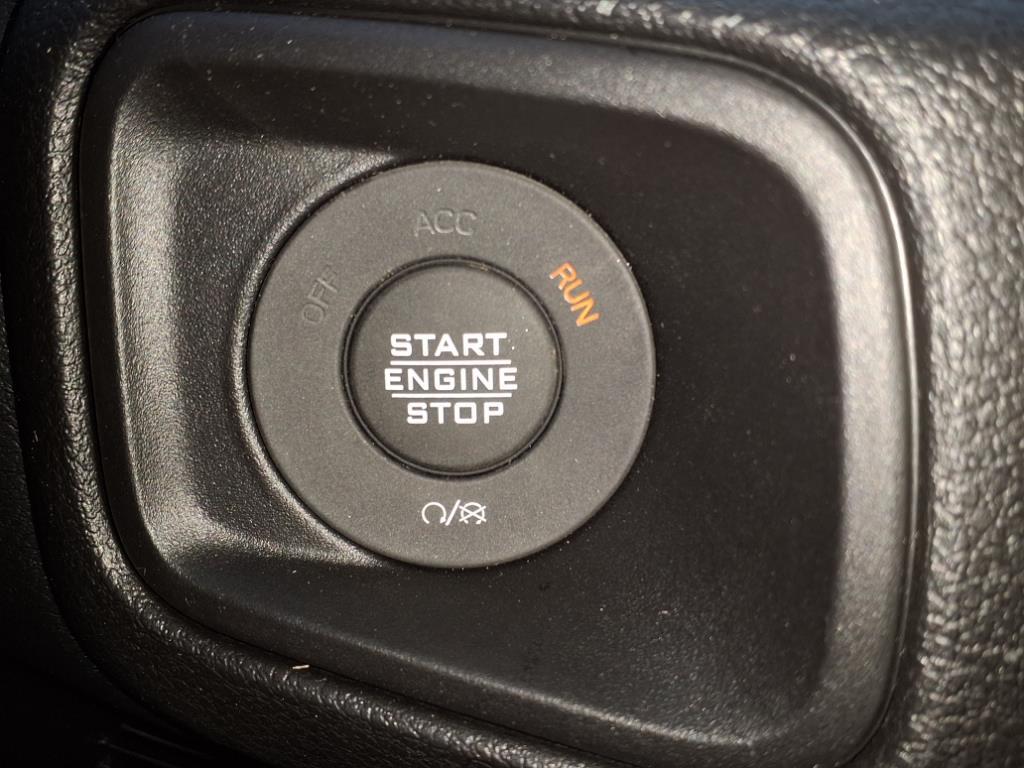 ACC
OFF
RUN
START
ENGINE
STOP